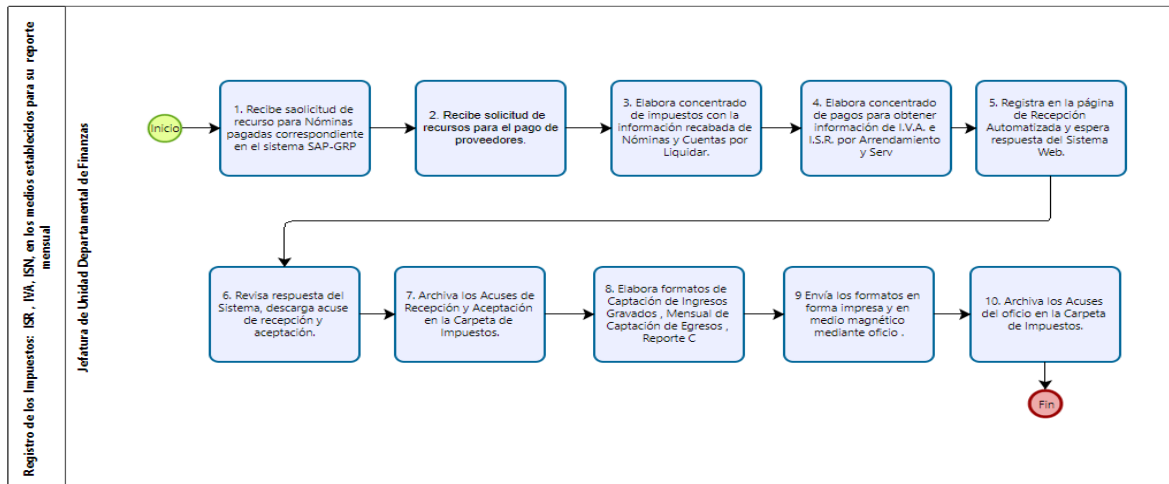 Registro de los Impuestos: ISR , IVA, ISN, en los medios establecidos para su reporte
mensual
Jefatura de Unidad Departamental de Finanzas
Inicio
1. Recibe saolicitud de
recurso para Nóminas
pagadas correspondiente
en el sistema SAP-GRP
2. Recibe solicitud de
recursos para el pago de
proveedores.
3. Elabora concentrado
de impuestos con la
información recabada de
Nóminas y Cuentas por
Liquidar.
4. Elabora concentrado
de pagos para obtener
información de I.V.A. e
I.S.R. por Arrendamiento
y Serv
5. Registra en la página
de Recepción
Automatizada y espera
respuesta del Sistema
Web.
6. Revisa respuesta del
Sistema, descarga acuse
de recepción y
aceptación.
7. Archiva los Acuses de
Recepción y Aceptación
en la Carpeta de
Impuestos.
8. Elabora formatos de
Captación de Ingresos
Gravados , Mensual de
Captación de Egresos ,
Reporte C
9 Envía los formatos en
forma impresa y en
medio magnético
mediante oficio .
10. Archiva los Acuses
del oficio en la Carpeta
de Impuestos.
Fin